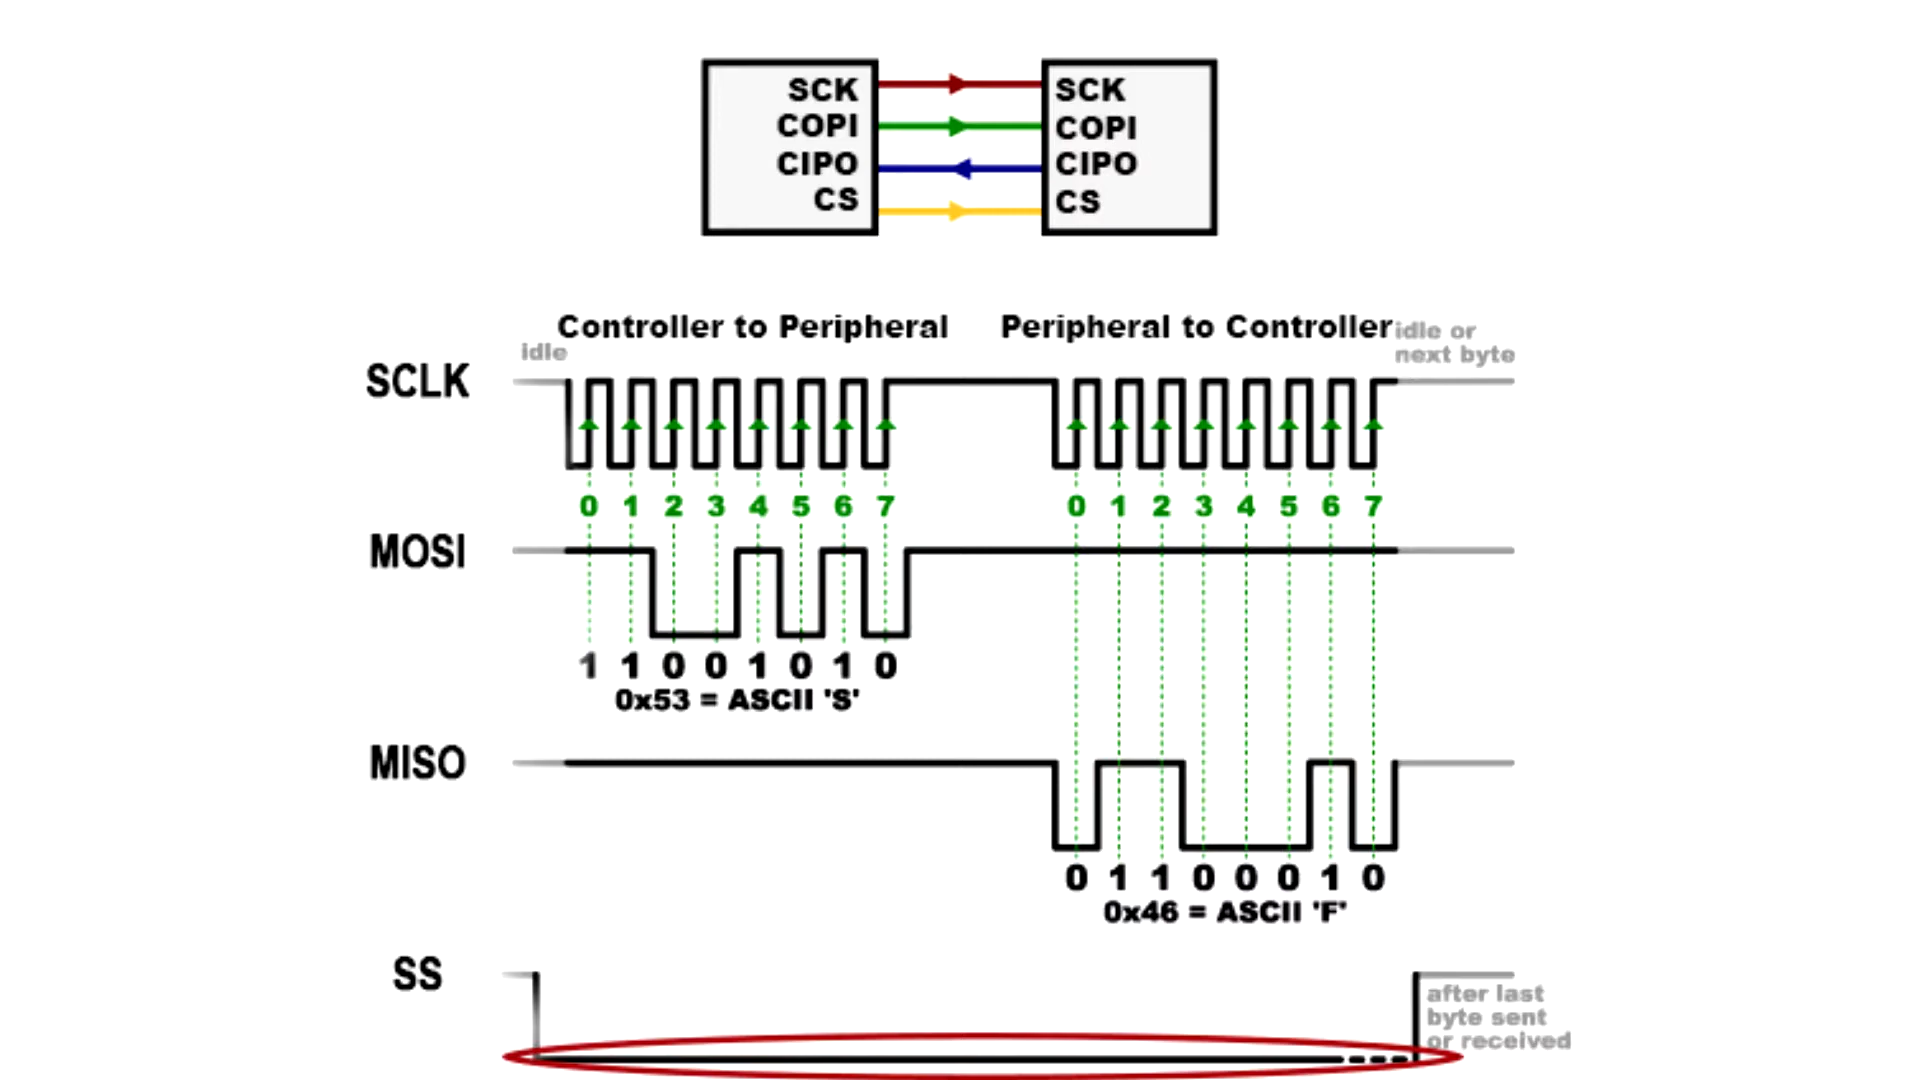 SCK SCK
COPI COPI
CIPO CIPO
CS CS
Controller to Peripheral Peripheral to Controller
idle or
next byte
idle
SCLK
0 1 2 3 4 5 6 7 0 1 2 3 4 5 6 7
MOSI
1 1 0 0 1 0 1 0
0x53 = ASCII 'S'
MISO
0 1 1 0 0 0 1 0
0x46 = ASCII 'F'
SS
after last
byte sent
or received